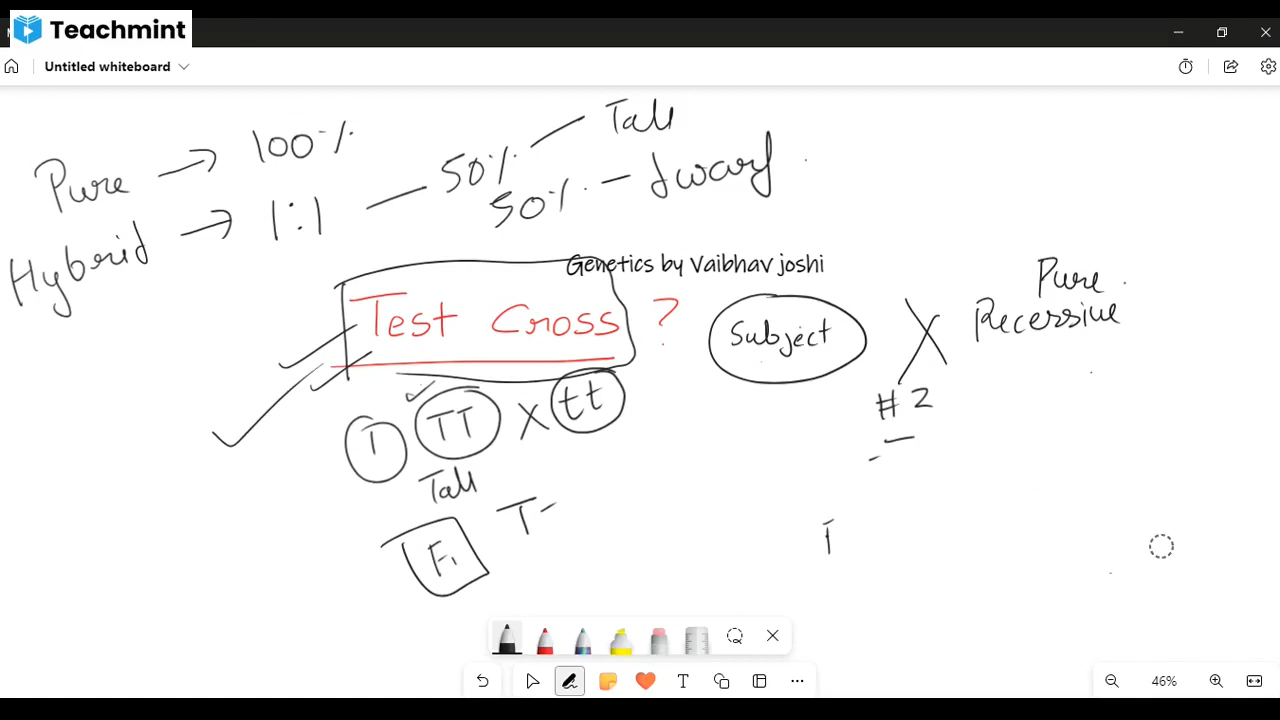 Teachmint
Untitled whiteboard
Pure → 100%
Hybrid → 1:1 — 50% — Tall
50% — dwarf
Genetics by Vaibhav joshi
Test Cross ?
Subject X Pure
Recessive
# 2
① TT X tt
Tall
F₁ T
46%